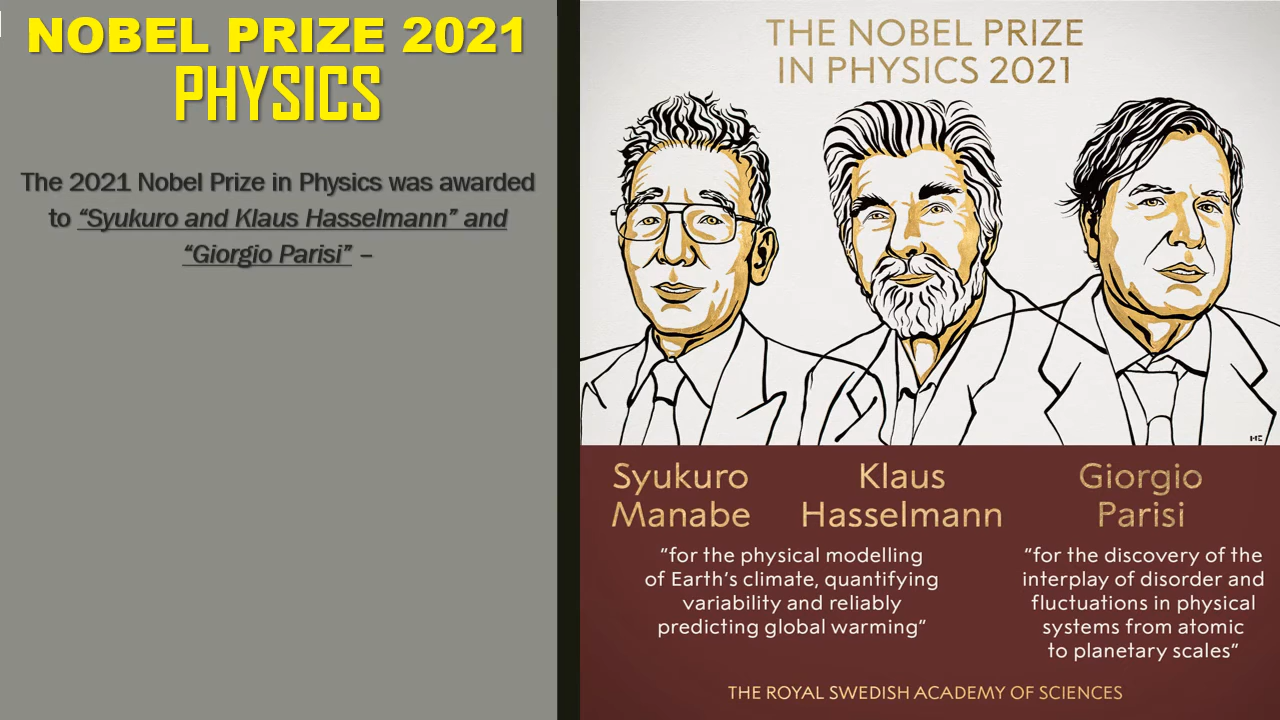 NOBEL PRIZE 2021
PHYSICS
The 2021 Nobel Prize in Physics was awarded
to “Syukuro and Klaus Hasselmann” and
“Giorgio Parisi” –
THE NOBEL PRIZE
IN PHYSICS 2021
Syukuro
Manabe
“for the physical modelling
of Earth’s climate, quantifying
variability and reliably
predicting global warming”
Klaus
Hasselmann
Giorgio
Parisi
“for the discovery of the
interplay of disorder and
fluctuations in physical
systems from atomic
to planetary scales”
THE ROYAL SWEDISH ACADEMY OF SCIENCES